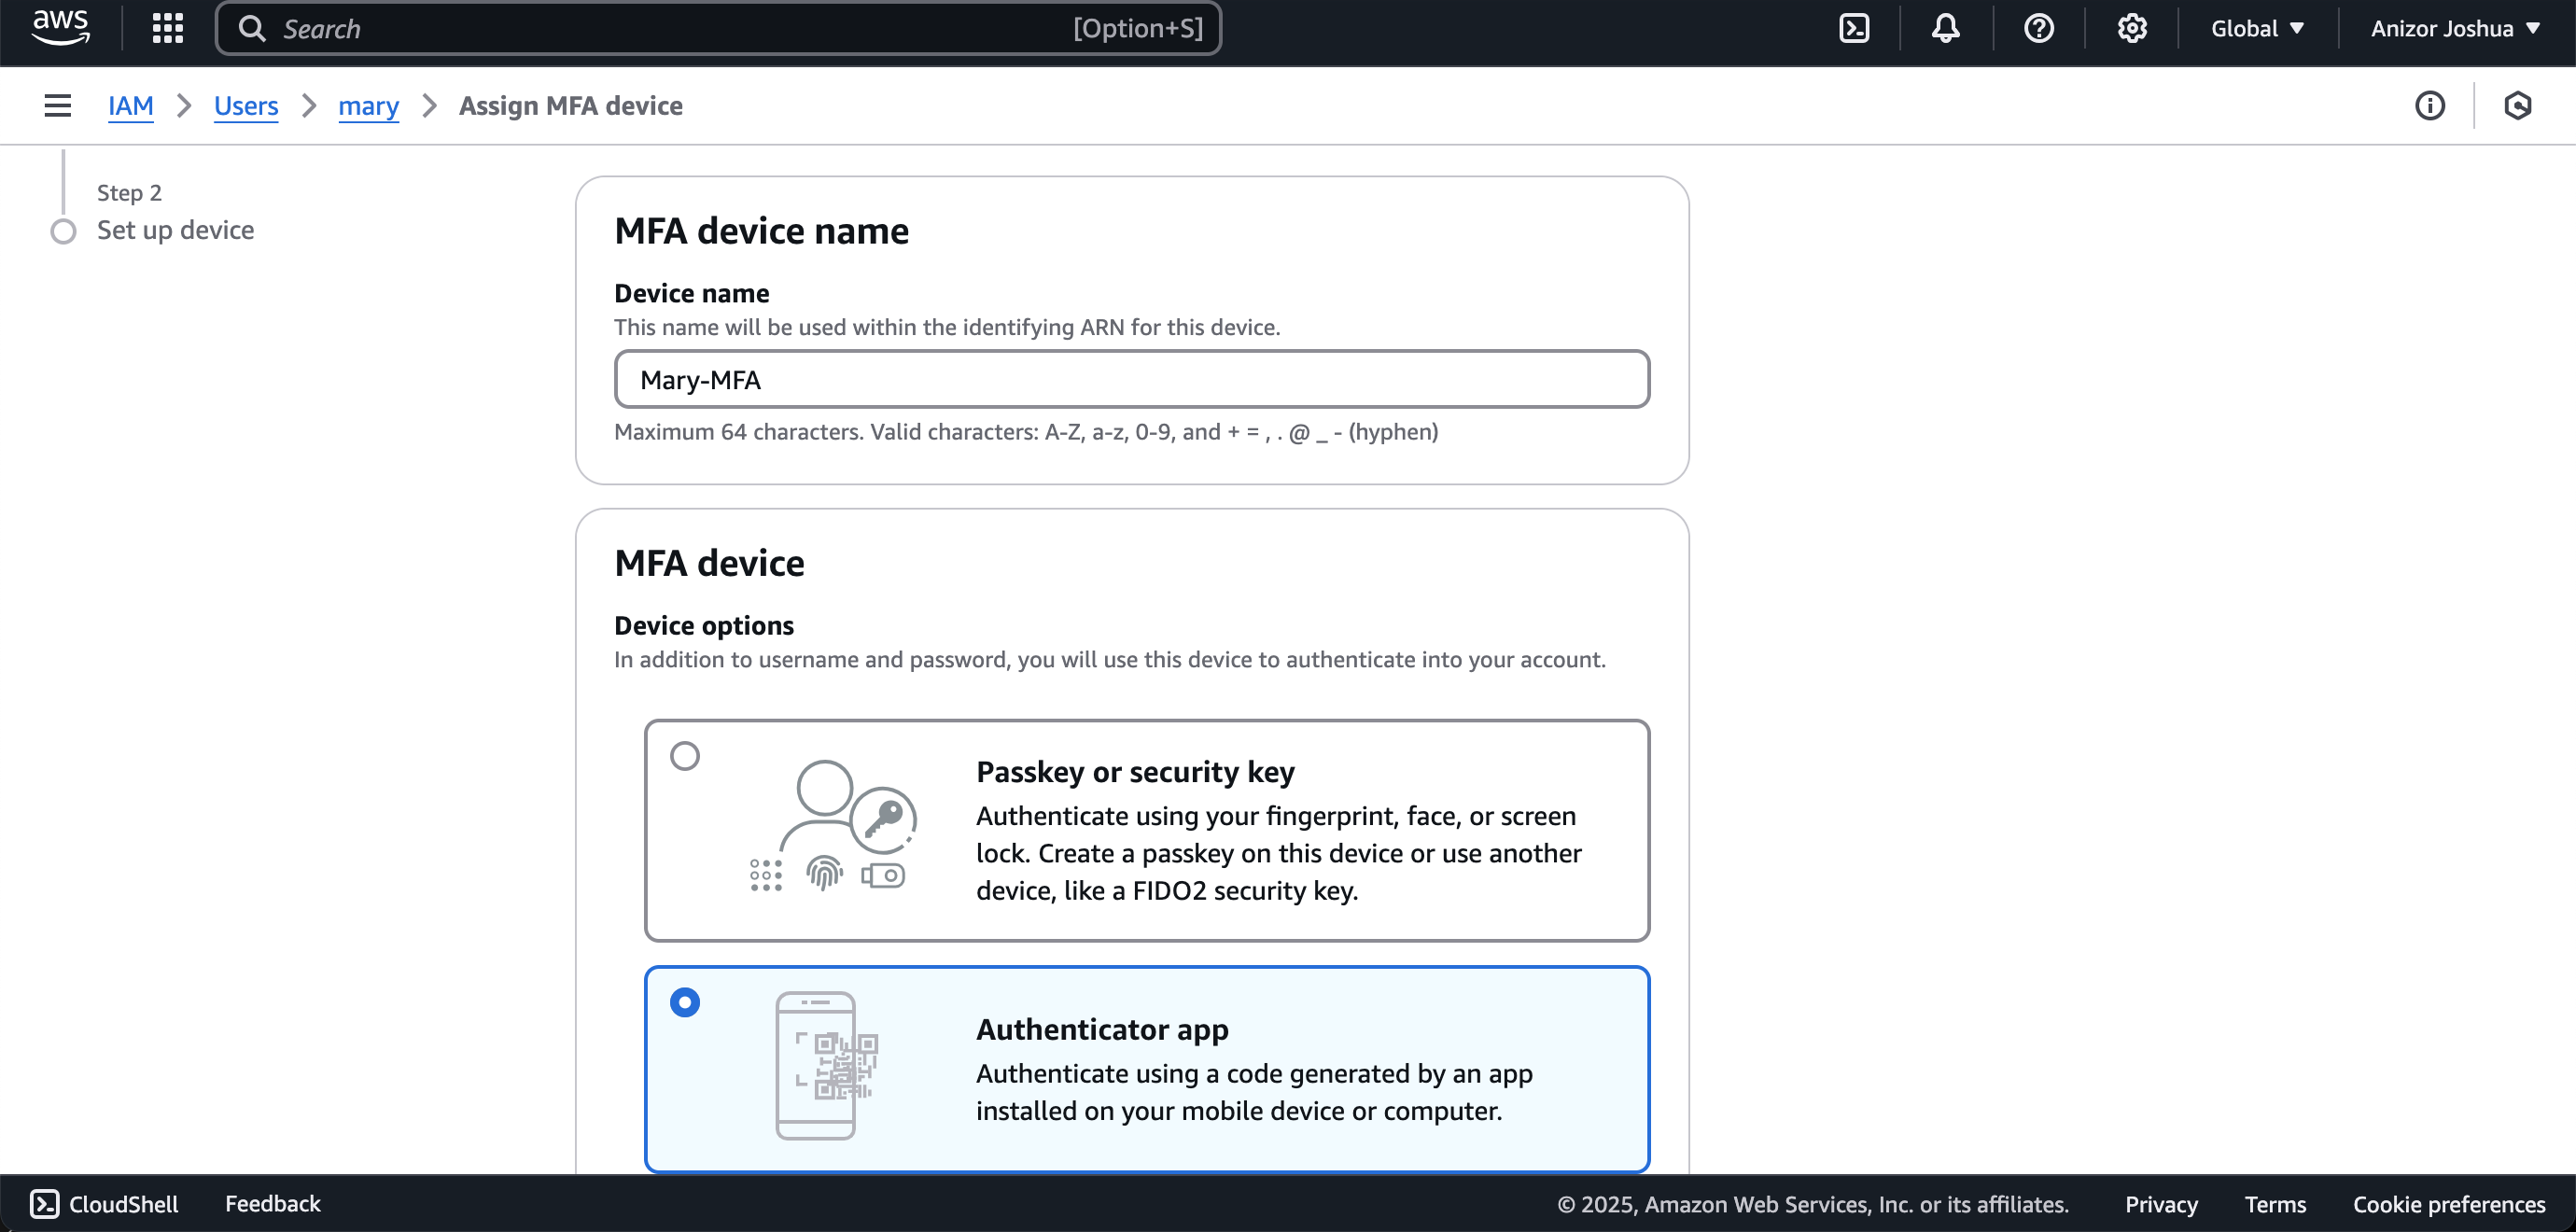 aws Search [Option+S] Global Anizor Joshua
IAM Users mary Assign MFA device
Step 2
Set up device
MFA device name
Device name
This name will be used within the identifying ARN for this device.
Mary-MFA
Maximum 64 characters. Valid characters: A-Z, a-z, 0-9, and + = , . @ _ - (hyphen)
MFA device
Device options
In addition to username and password, you will use this device to authenticate into your account.
Passkey or security key
Authenticate using your fingerprint, face, or screen
lock. Create a passkey on this device or use another
device, like a FIDO2 security key.
Authenticator app
Authenticate using a code generated by an app
installed on your mobile device or computer.
CloudShell Feedback © 2025, Amazon Web Services, Inc. or its affiliates. Privacy Terms Cookie preferences